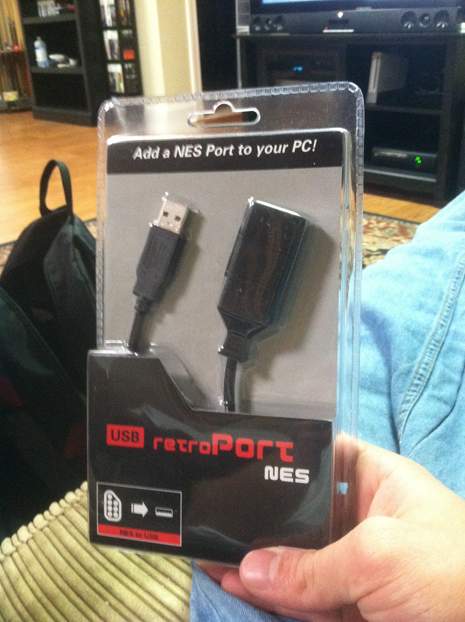 Add a NES Port to your PC!
USB retroPort
NES
NES to USB